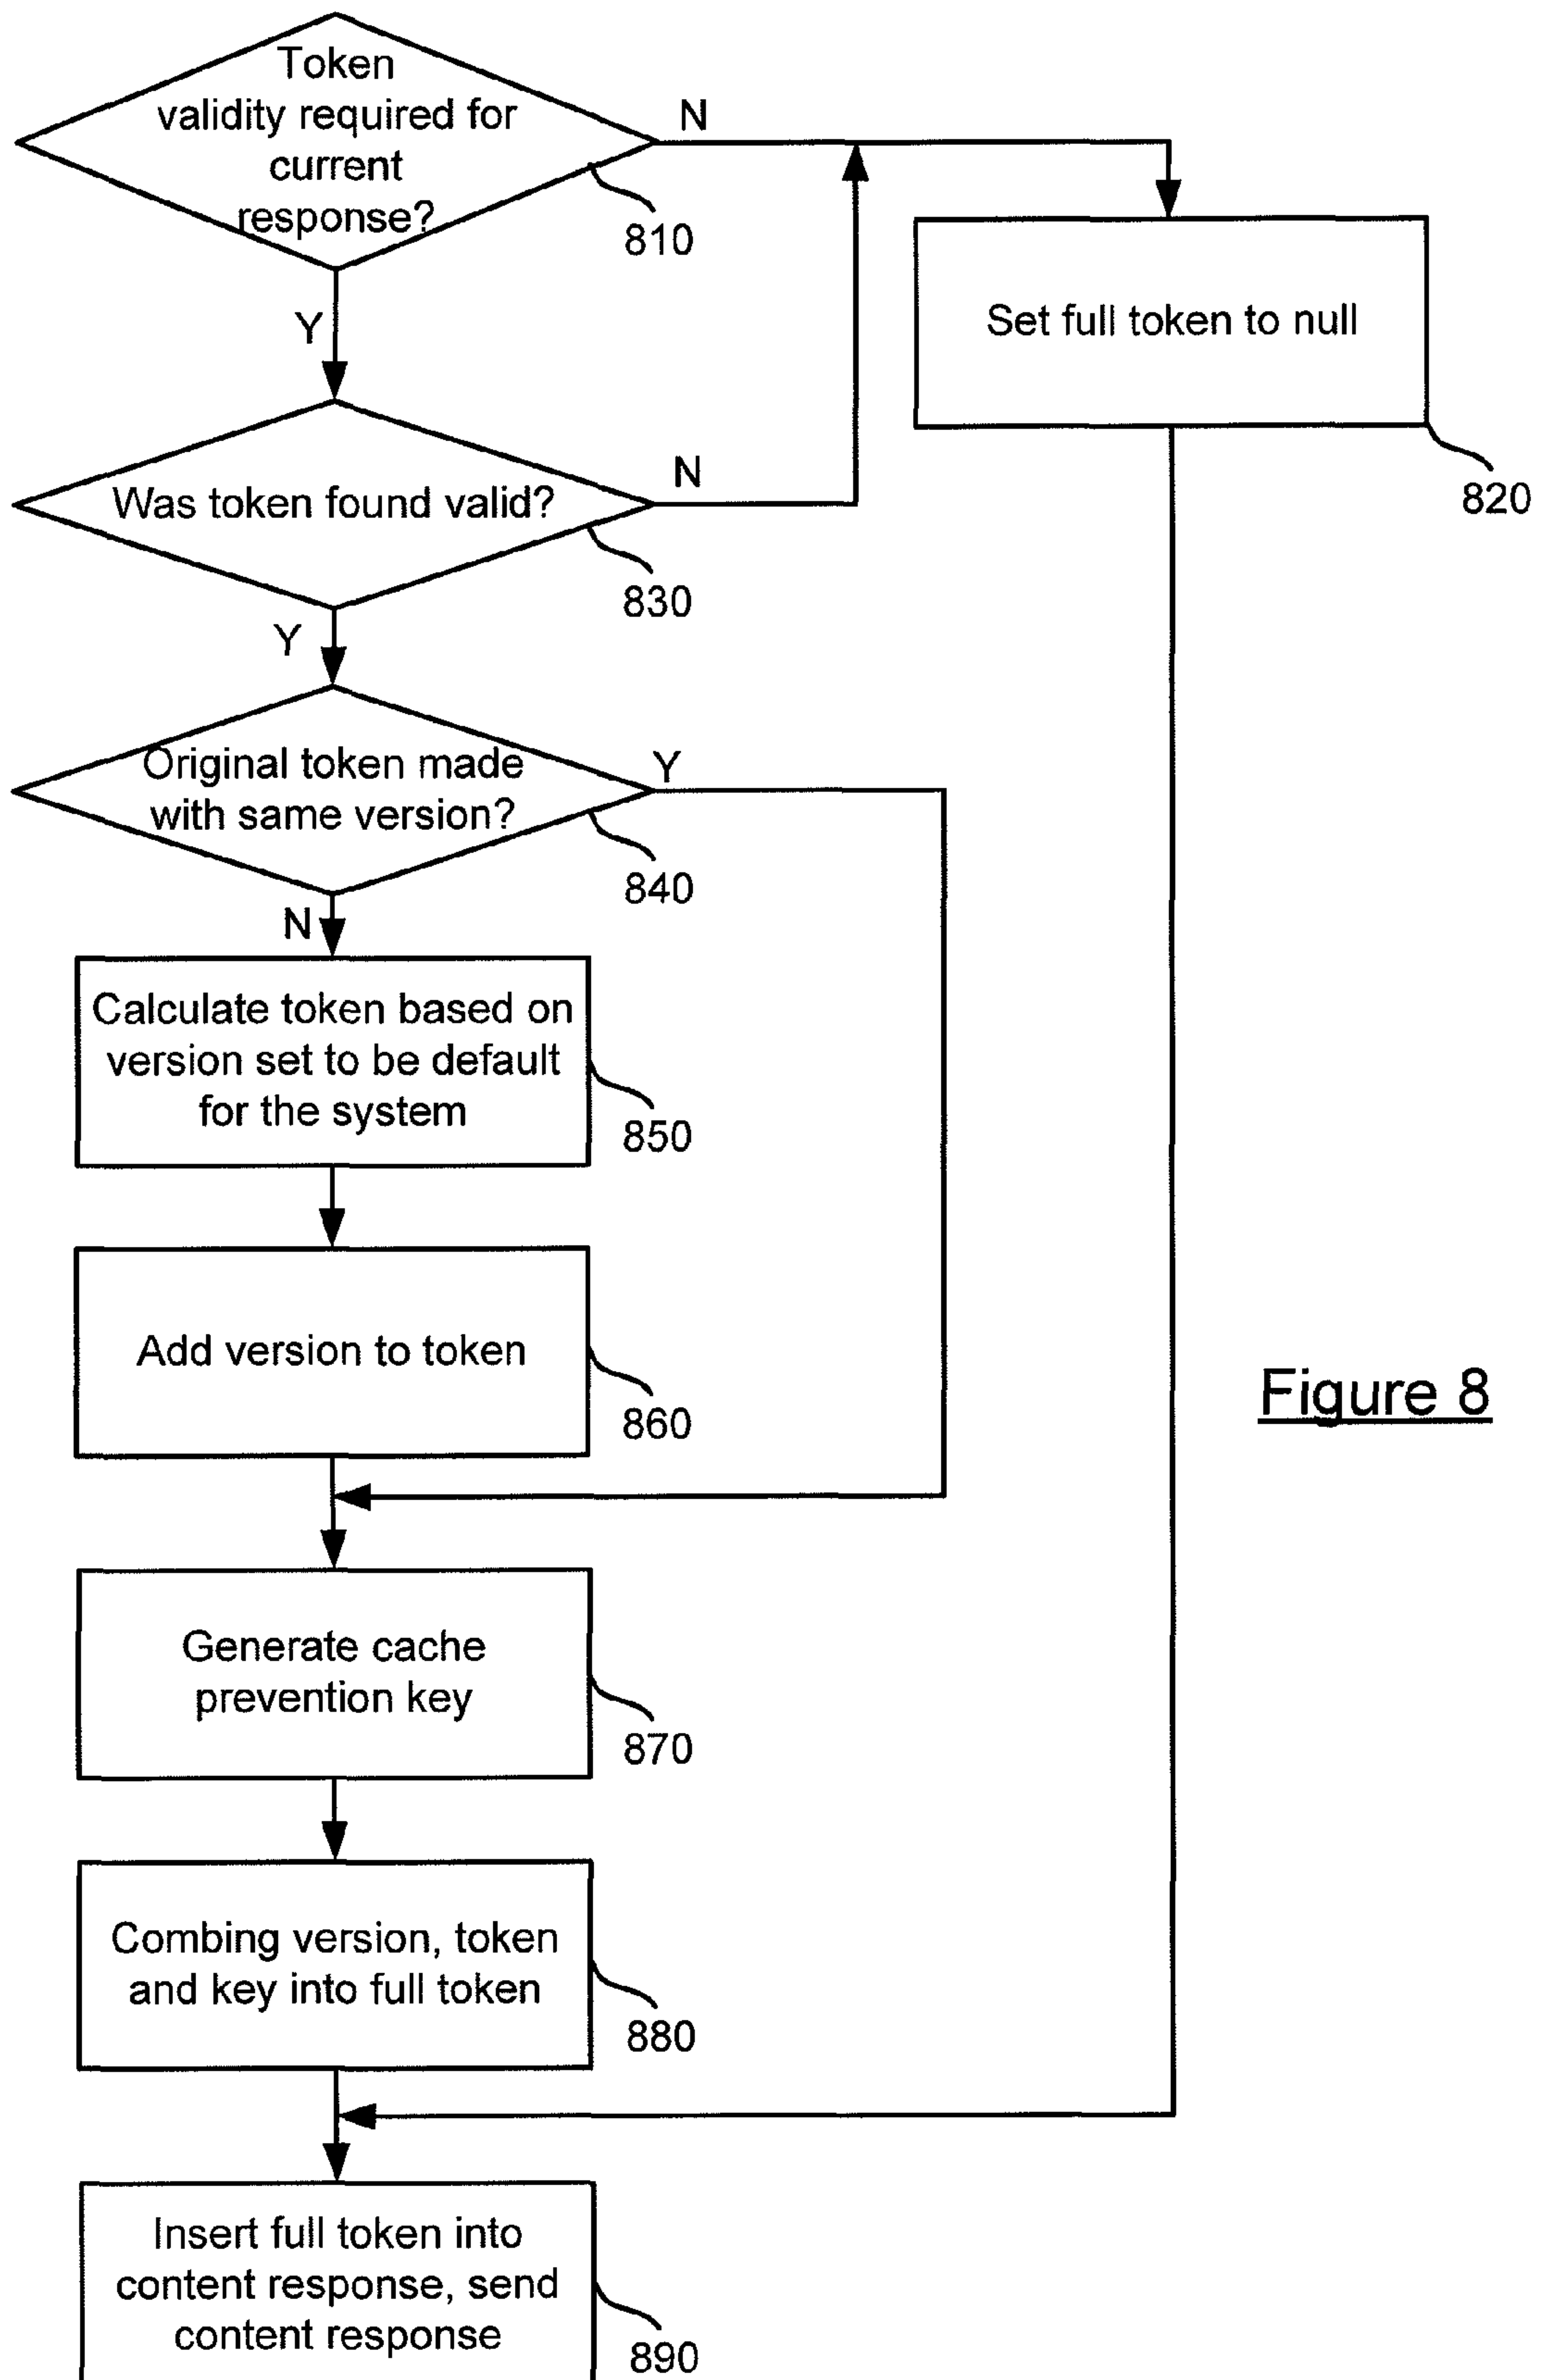 Token
validity required for
current
response?
N
810
Y
Set full token to null
820
Was token found valid?
N
830
Y
Original token made
with same version?
Y
840
N
Calculate token based on
version set to be default
for the system
850
Add version to token
860
Figure 8
Generate cache
prevention key
870
Combing version, token
and key into full token
880
Insert full token into
content response, send
content response
890